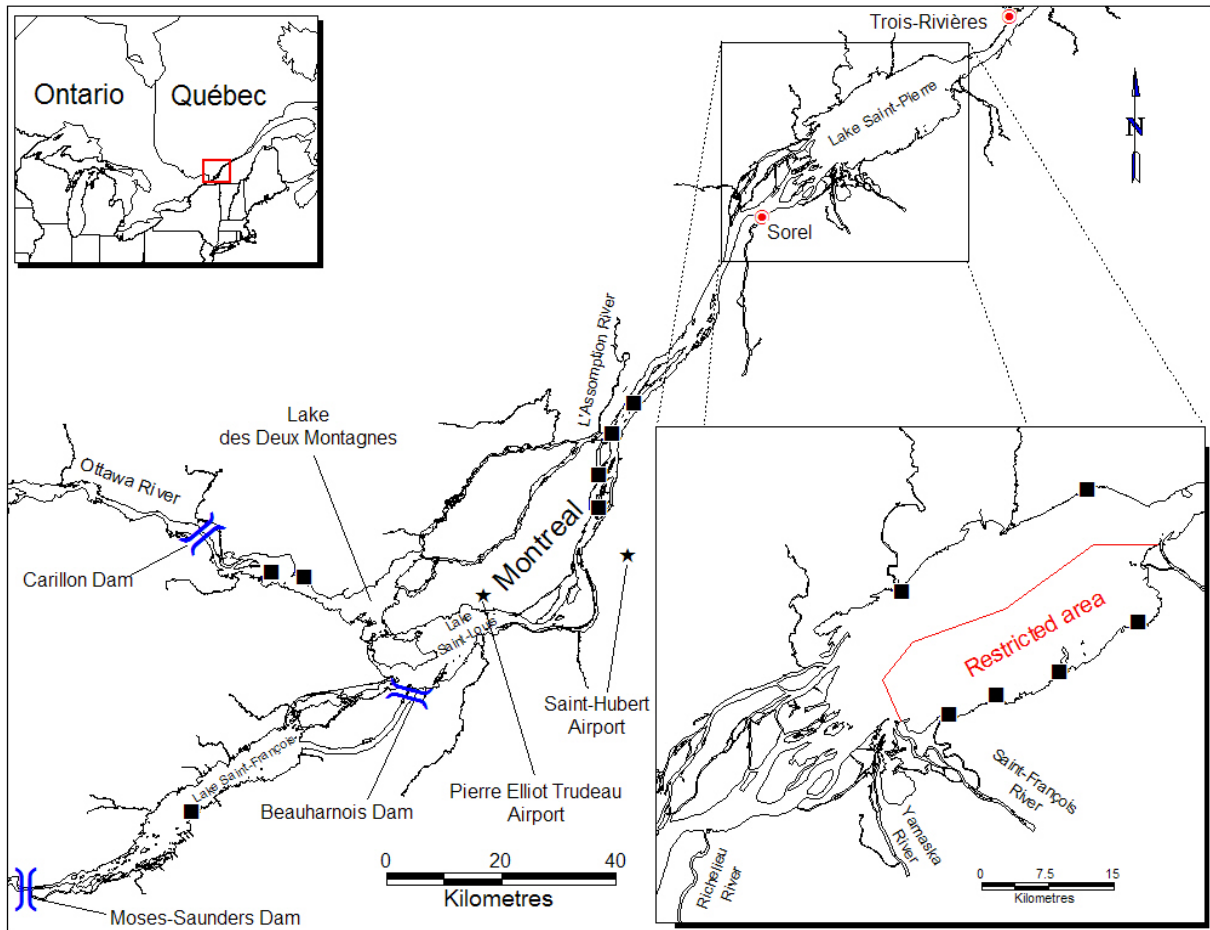 Ontario
Québec
Trois-Rivières
Lake Saint-Pierre
N
Sorel
L'Assomption River
Lake
des Deux Montagnes
Ottawa River
Montreal
Carillon Dam
Lake
Saint-Louis
Saint-Hubert
Airport
Lake Saint-François
Beauharnois Dam
Pierre Elliot Trudeau
Airport
0 20 40
Kilometres
Moses-Saunders Dam
Restricted area
Saint-François
River
Yamaska
River
Richelieu
River
0 7.5 15
Kilometres